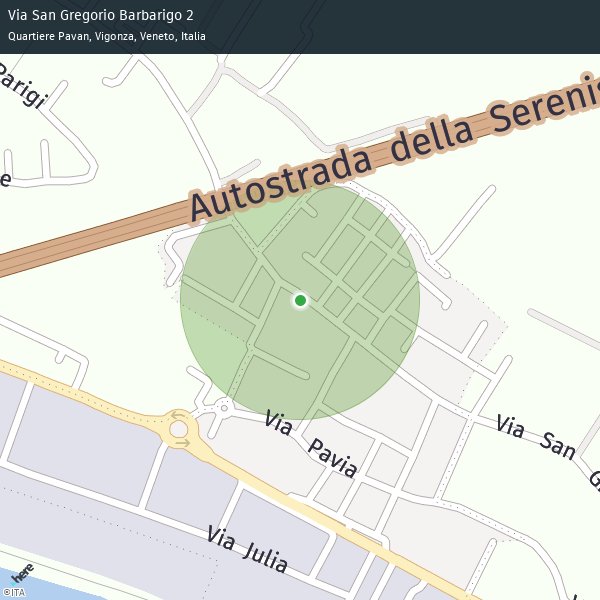 Via San Gregorio Barbarigo 2
Quartiere Pavan, Vigonza, Veneto, Italia
Parigi
Autostrada della Serenis
e
Via Pavia
Via San G
Via Julia
here
©ITA